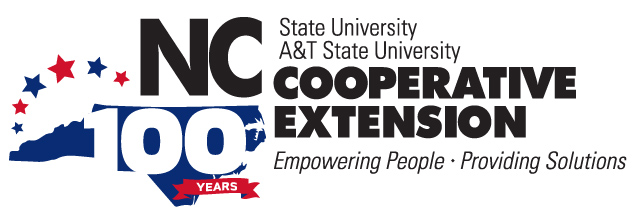 NC
State University
A&T State University
COOPERATIVE
EXTENSION
Empowering People · Providing Solutions
100
YEARS